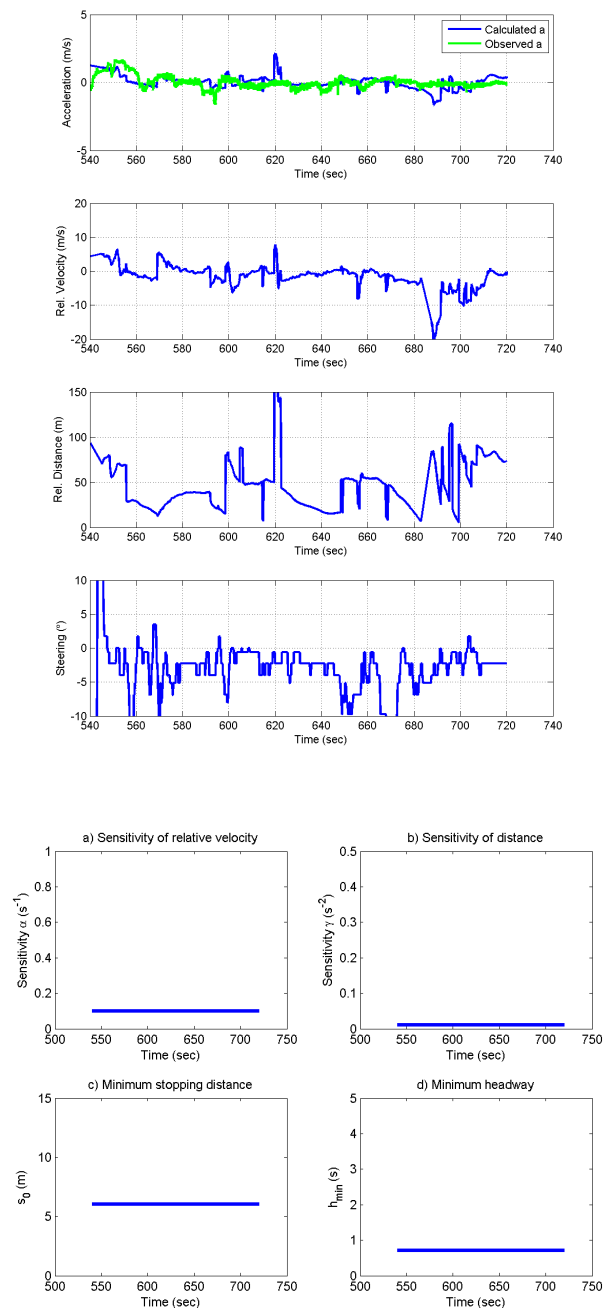 5
0
-5
Acceleration (m/s)
Calculated a
Observed a
540 560 580 600 620 640 660 680 700 720 740
Time (sec)
20
10
0
-10
-20
Rel. Velocity (m/s)
540 560 580 600 620 640 660 680 700 720 740
Time (sec)
150
100
50
0
Rel. Distance (m)
540 560 580 600 620 640 660 680 700 720 740
Time (sec)
10
5
0
-5
-10
Steering (°)
540 560 580 600 620 640 660 680 700 720 740
Time (sec)
a) Sensitivity of relative velocity
1
0.8
0.6
0.4
0.2
0
Sensitivity α (s⁻¹)
500 550 600 650 700 750
Time (sec)
b) Sensitivity of distance
0.5
0.4
0.3
0.2
0.1
0
Sensitivity γ (s⁻²)
500 550 600 650 700 750
Time (sec)
c) Minimum stopping distance
15
10
5
0
s₀ (m)
500 550 600 650 700 750
Time (sec)
d) Minimum headway
5
4
3
2
1
0
h_min (s)
500 550 600 650 700 750
Time (sec)